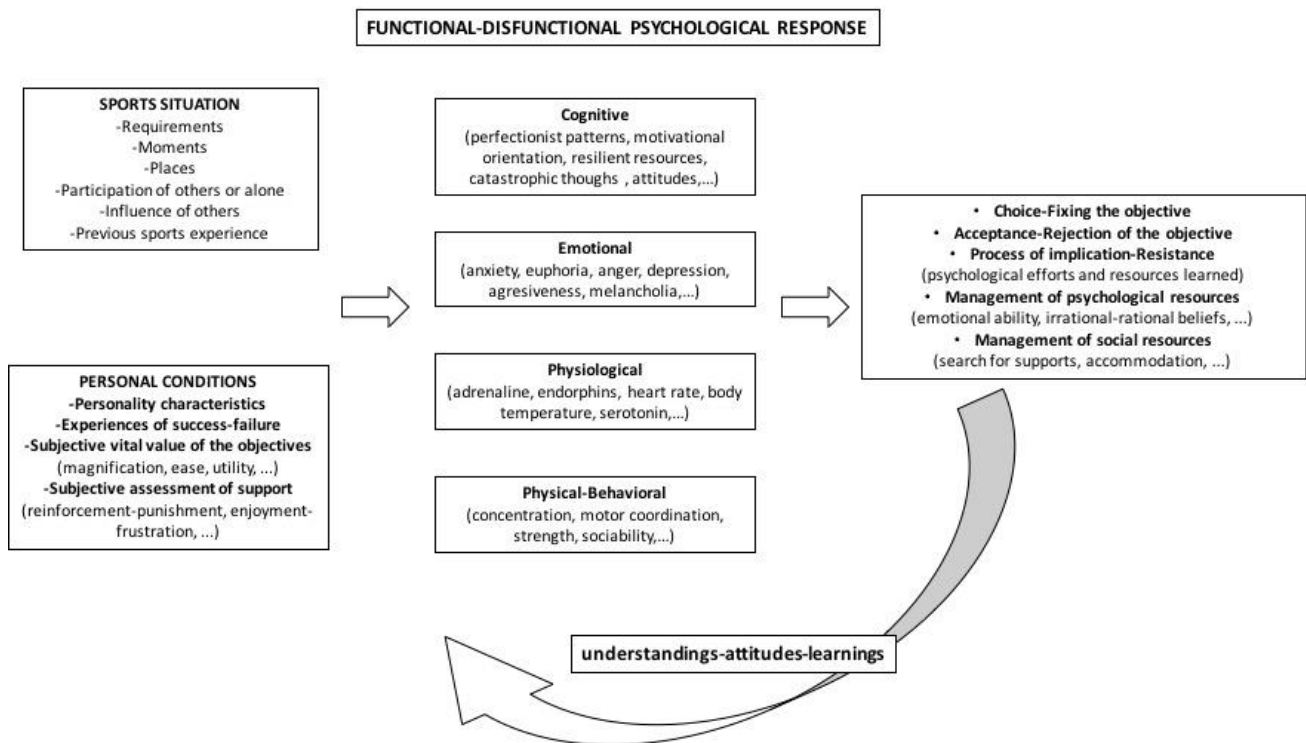 FUNCTIONAL-DISFUNCTIONAL PSYCHOLOGICAL RESPONSE
SPORTS SITUATION
-Requirements
-Moments
-Places
-Participation of others or alone
-Influence of others
-Previous sports experience
PERSONAL CONDITIONS
-Personality characteristics
-Experiences of success-failure
-Subjective vital value of the objectives
(magnification, ease, utility, ...)
-Subjective assessment of support
(reinforcement-punishment, enjoyment-
frustration, ...)
Cognitive
(perfectionist patterns, motivational
orientation, resilient resources,
catastrophic thoughs , attitudes,...)
Emotional
(anxiety, euphoria, anger, depression,
agresiveness, melancholia,...)
Physiological
(adrenaline, endorphins, heart rate, body
temperature, serotonin,...)
Physical-Behavioral
(concentration, motor coordination,
strength, sociability,...)
• Choice-Fixing the objective
• Acceptance-Rejection of the objective
• Process of implication-Resistance
(psychological efforts and resources learned)
• Management of psychological resources
(emotional ability, irrational-rational beliefs, ...)
• Management of social resources
(search for supports, accommodation, ...)
understandings-attitudes-learnings